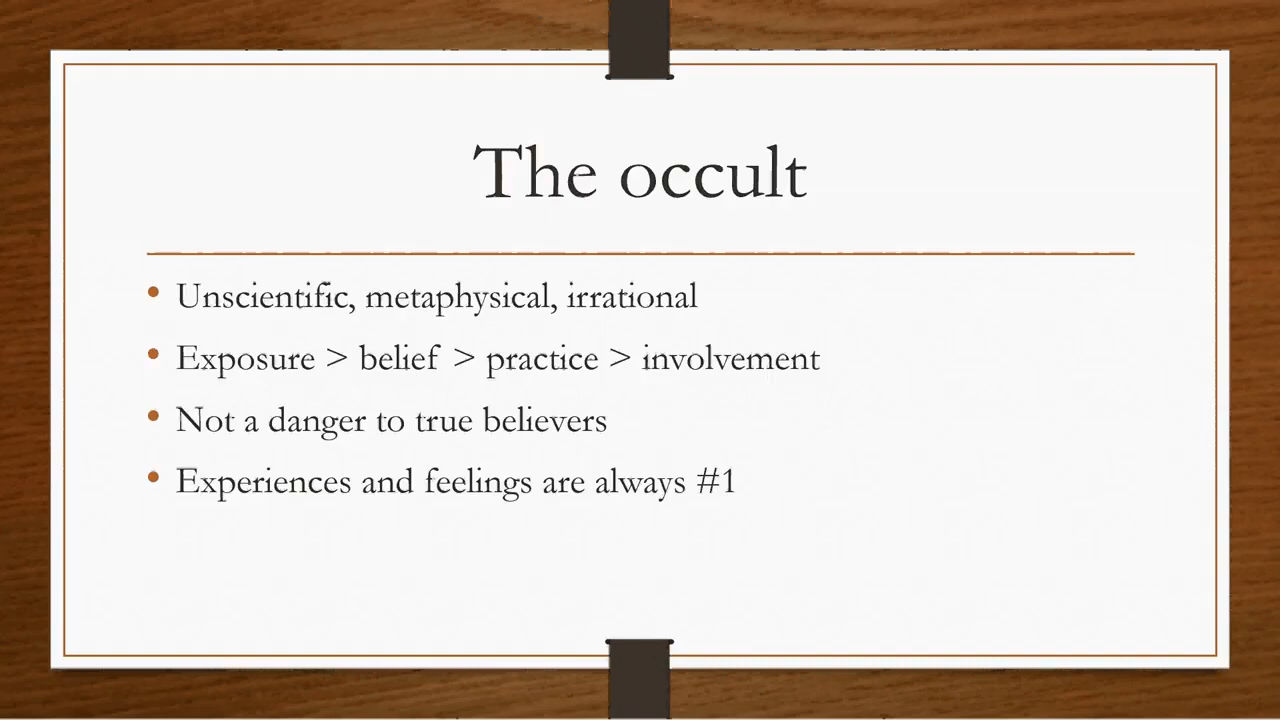 The occult
• Unscientific, metaphysical, irrational
• Exposure > belief > practice > involvement
• Not a danger to true believers
• Experiences and feelings are always #1